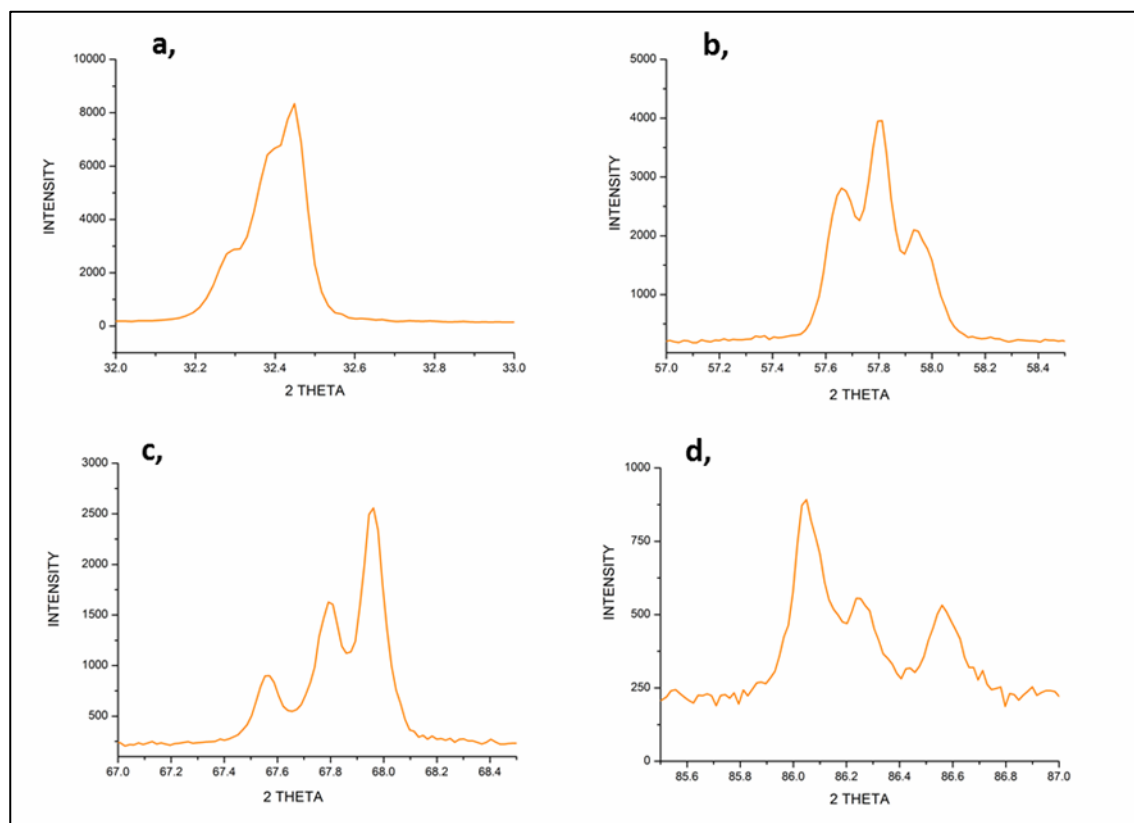 a,
10000
8000
6000
4000
2000
0
INTENSITY
32.0 32.2 32.4 32.6 32.8 33.0
2 THETA
b,
5000
4000
3000
2000
1000
INTENSITY
57.0 57.2 57.4 57.6 57.8 58.0 58.2 58.4
2 THETA
c,
3000
2500
2000
1500
1000
500
INTENSITY
67.0 67.2 67.4 67.6 67.8 68.0 68.2 68.4
2 THETA
d,
1000
750
500
250
0
INTENSITY
85.6 85.8 86.0 86.2 86.4 86.6 86.8 87.0
2 THETA